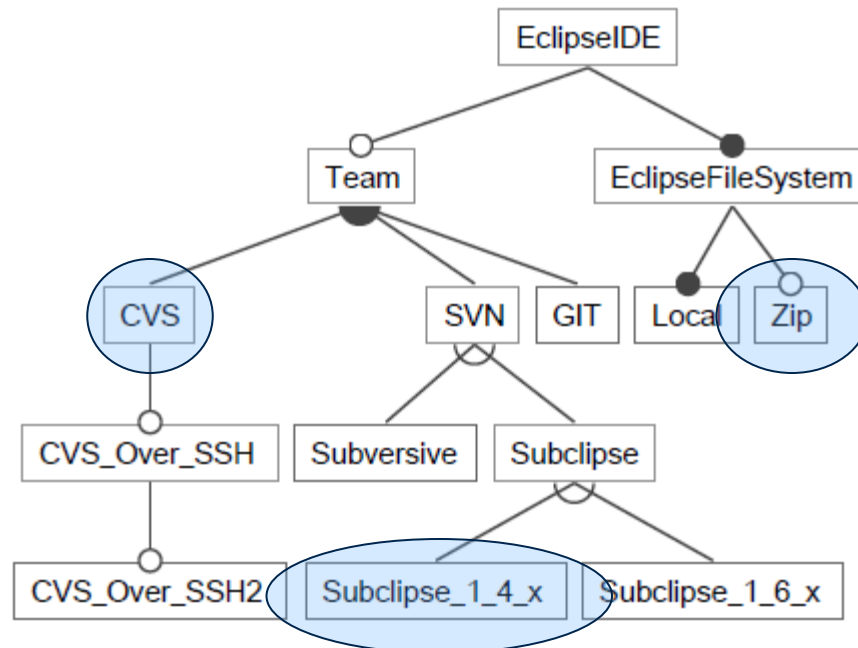 EclipseIDE
Team
EclipseFileSystem
CVS
SVN
GIT
Local
Zip
CVS_Over_SSH
Subversive
Subclipse
CVS_Over_SSH2
Subclipse_1_4_x
Subclipse_1_6_x